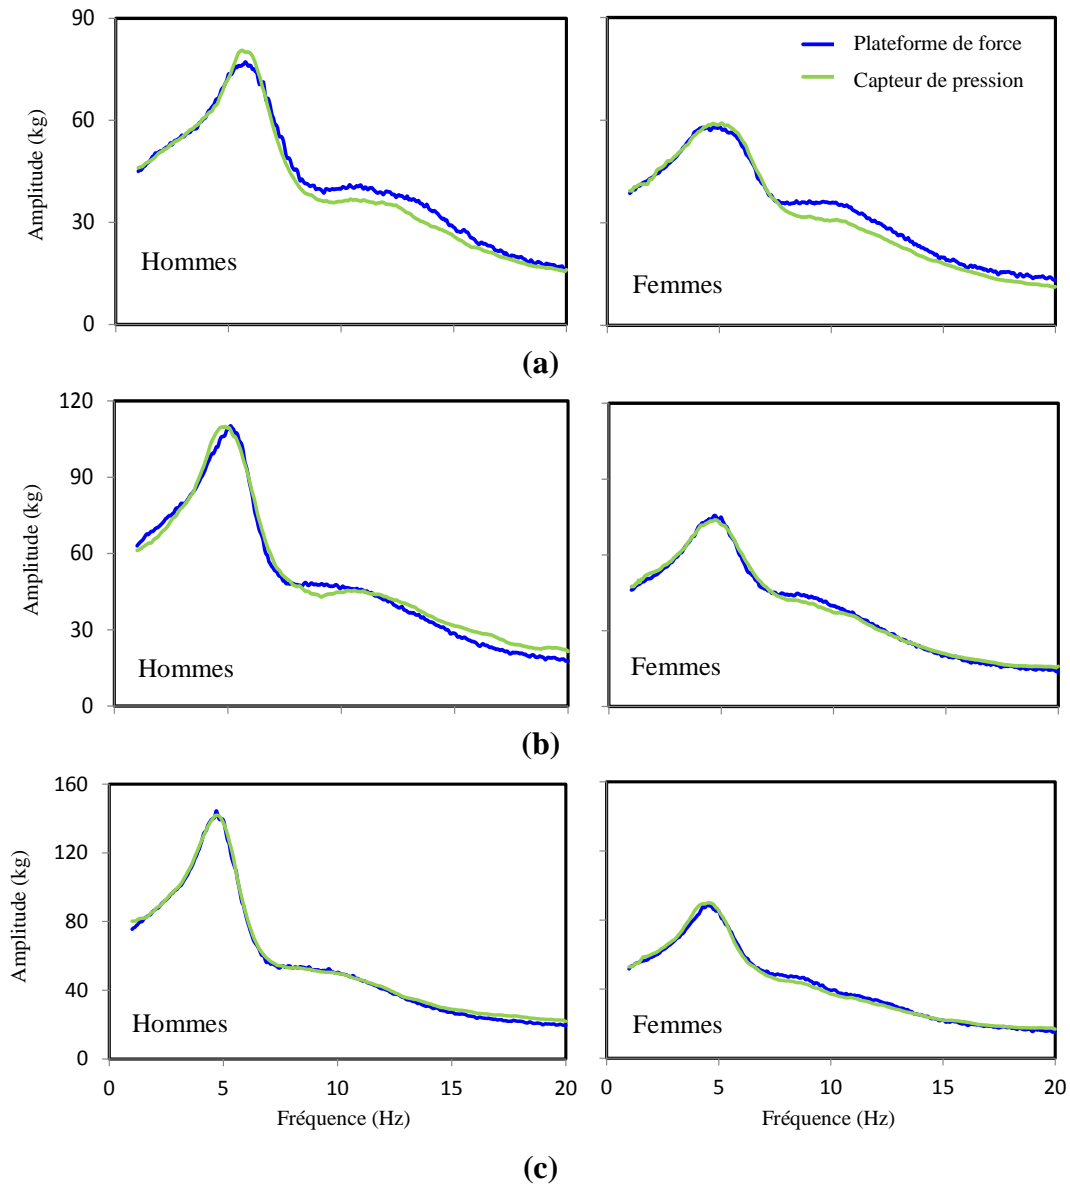 90
60
30
0
Amplitude (kg)
Hommes
Plateforme de force
Capteur de pression
Femmes
(a)
120
90
60
30
0
Amplitude (kg)
Hommes
Femmes
(b)
160
120
80
40
0
Amplitude (kg)
Hommes
Femmes
0 5 10 15 20
0 5 10 15 20
Fréquence (Hz)
Fréquence (Hz)
(c)